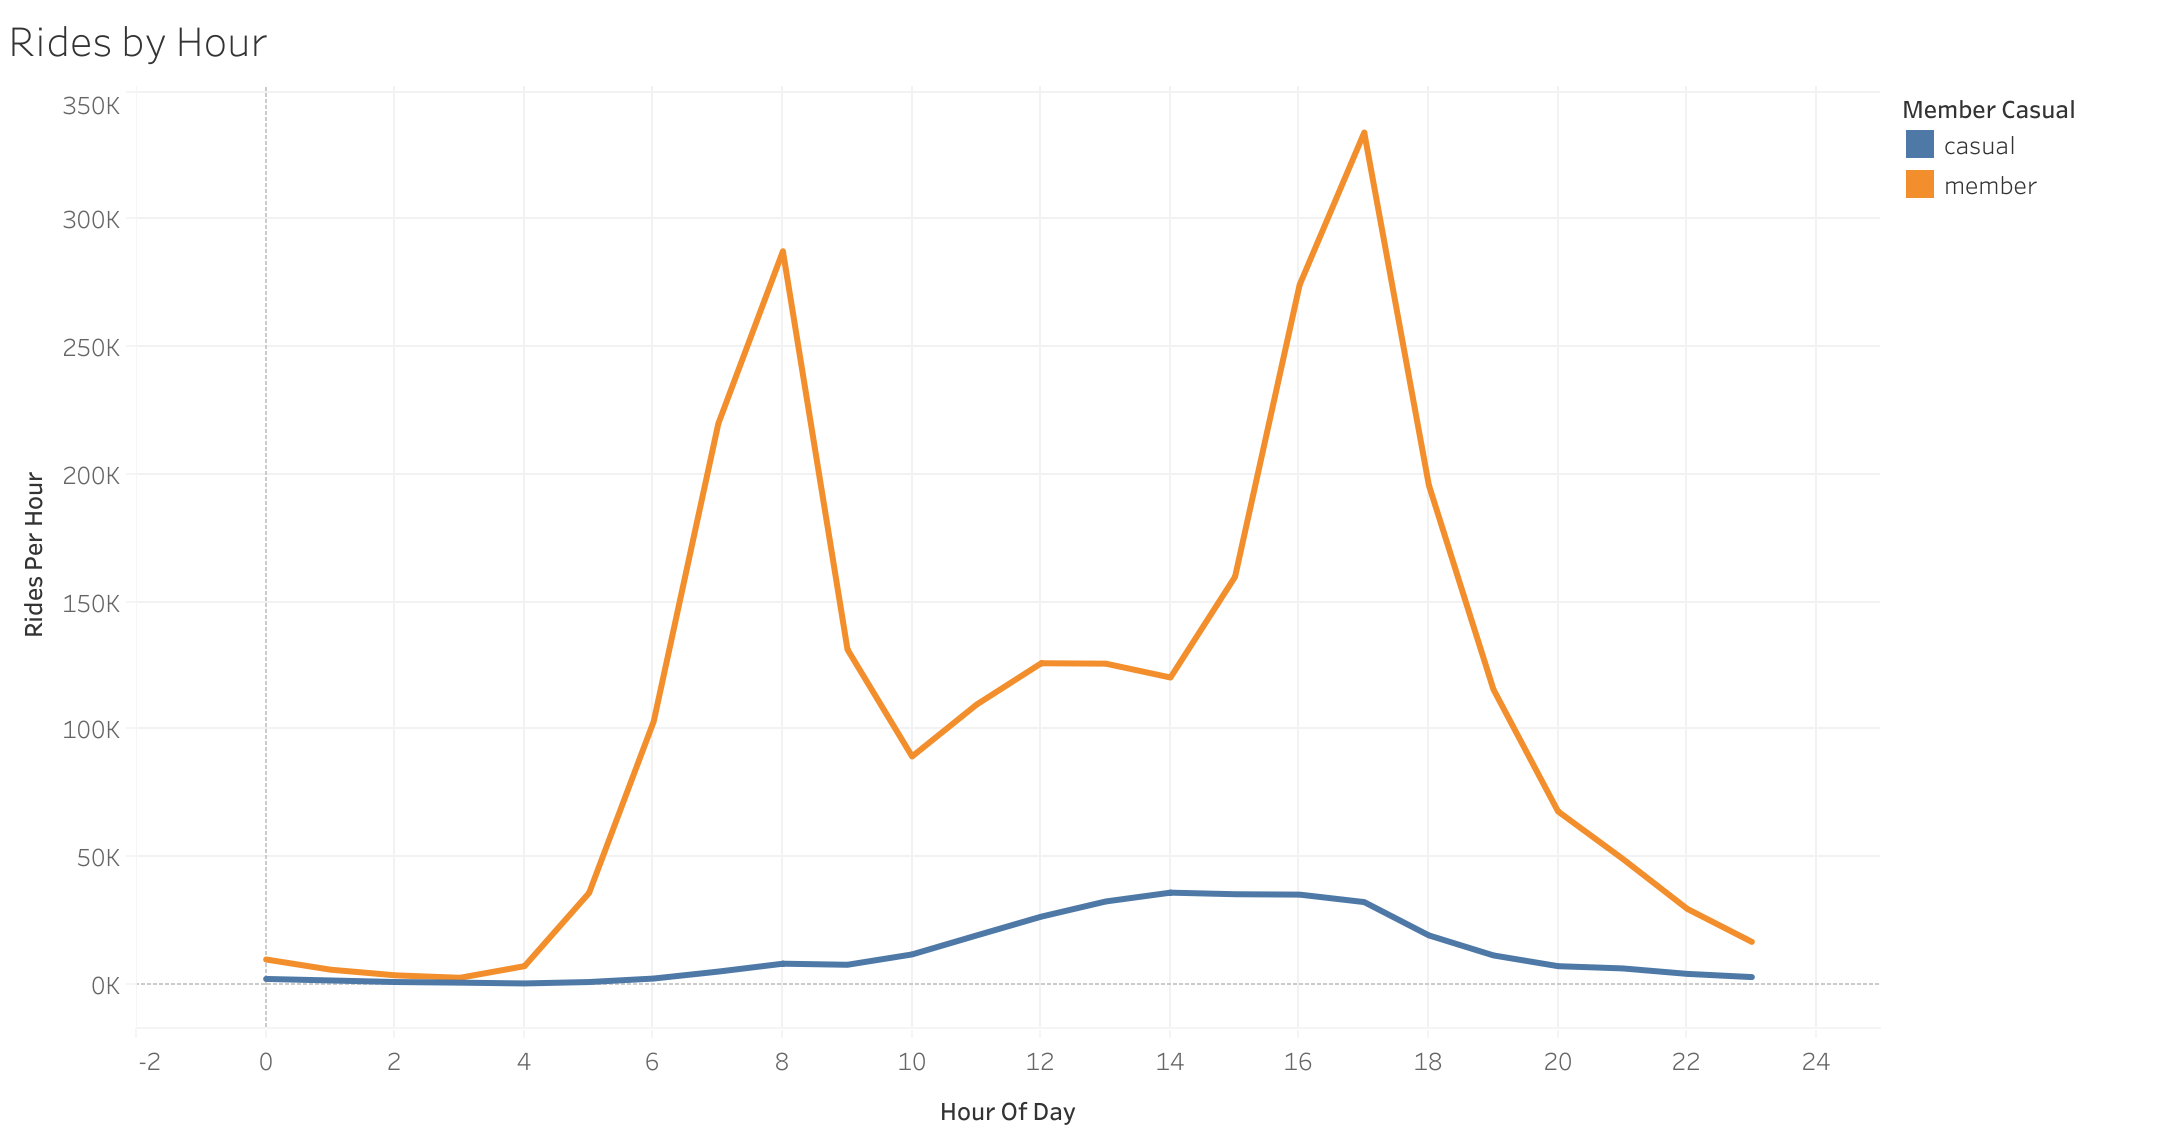 Rides by Hour
350K
300K
250K
200K
150K
100K
50K
0K
Rides Per Hour
-2 0 2 4 6 8 10 12 14 16 18 20 22 24
Hour Of Day
Member Casual
casual
member